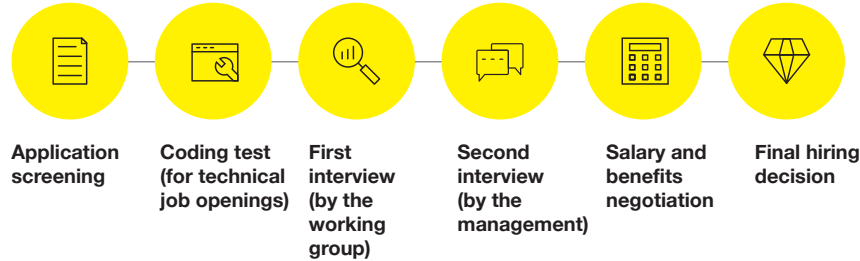 Application
screening
Coding test
(for technical
job openings)
First
interview
(by the
working
group)
Second
interview
(by the
management)
Salary and
benefits
negotiation
Final hiring
decision